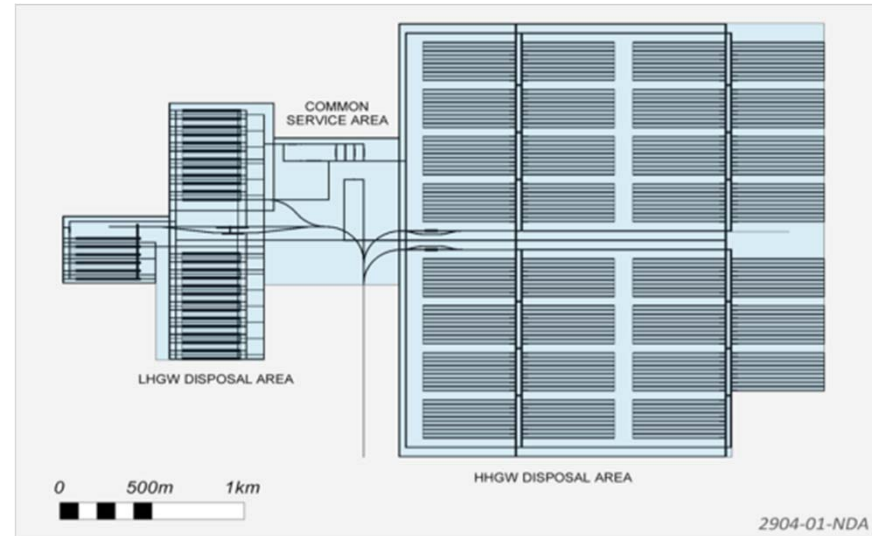 COMMON
SERVICE AREA
LHGW DISPOSAL AREA
HHGW DISPOSAL AREA
0 500m 1km
2904-01-NDA